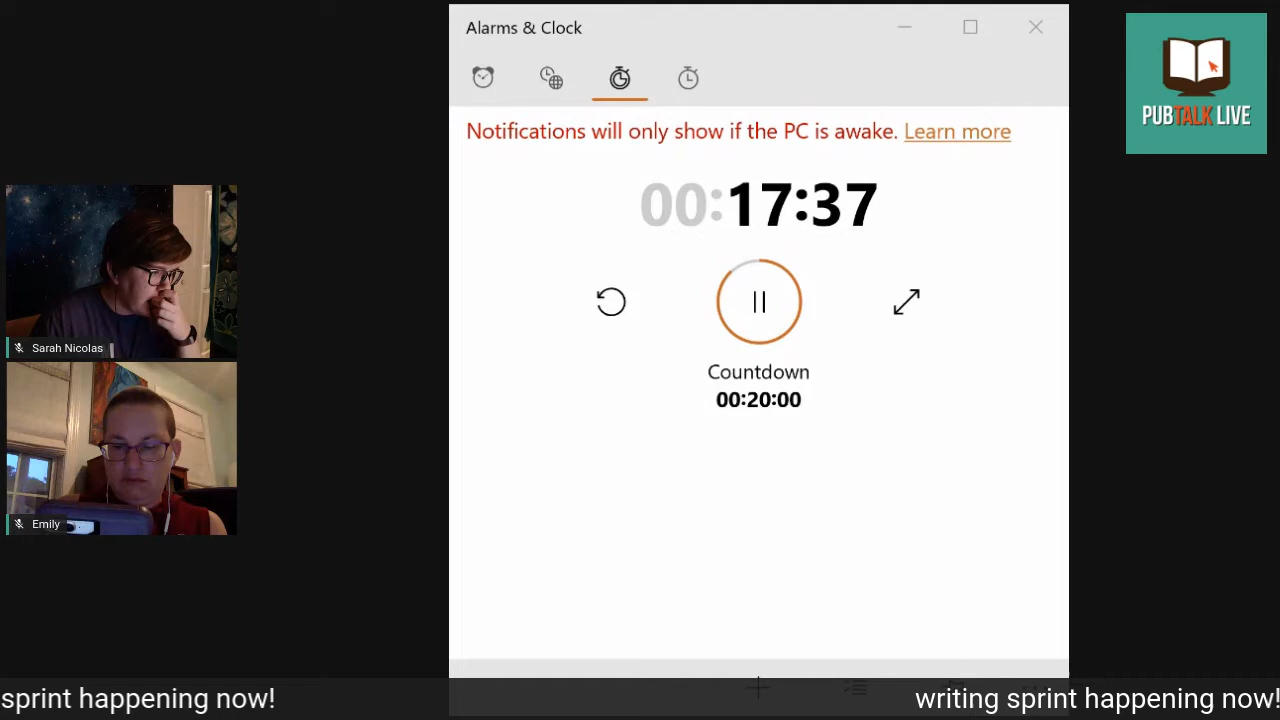 Alarms & Clock
Notifications will only show if the PC is awake. Learn more
00:17:37
Countdown
00:20:00
PUBTALK LIVE
Sarah Nicolas
Emily
sprint happening now!
writing sprint happening now!